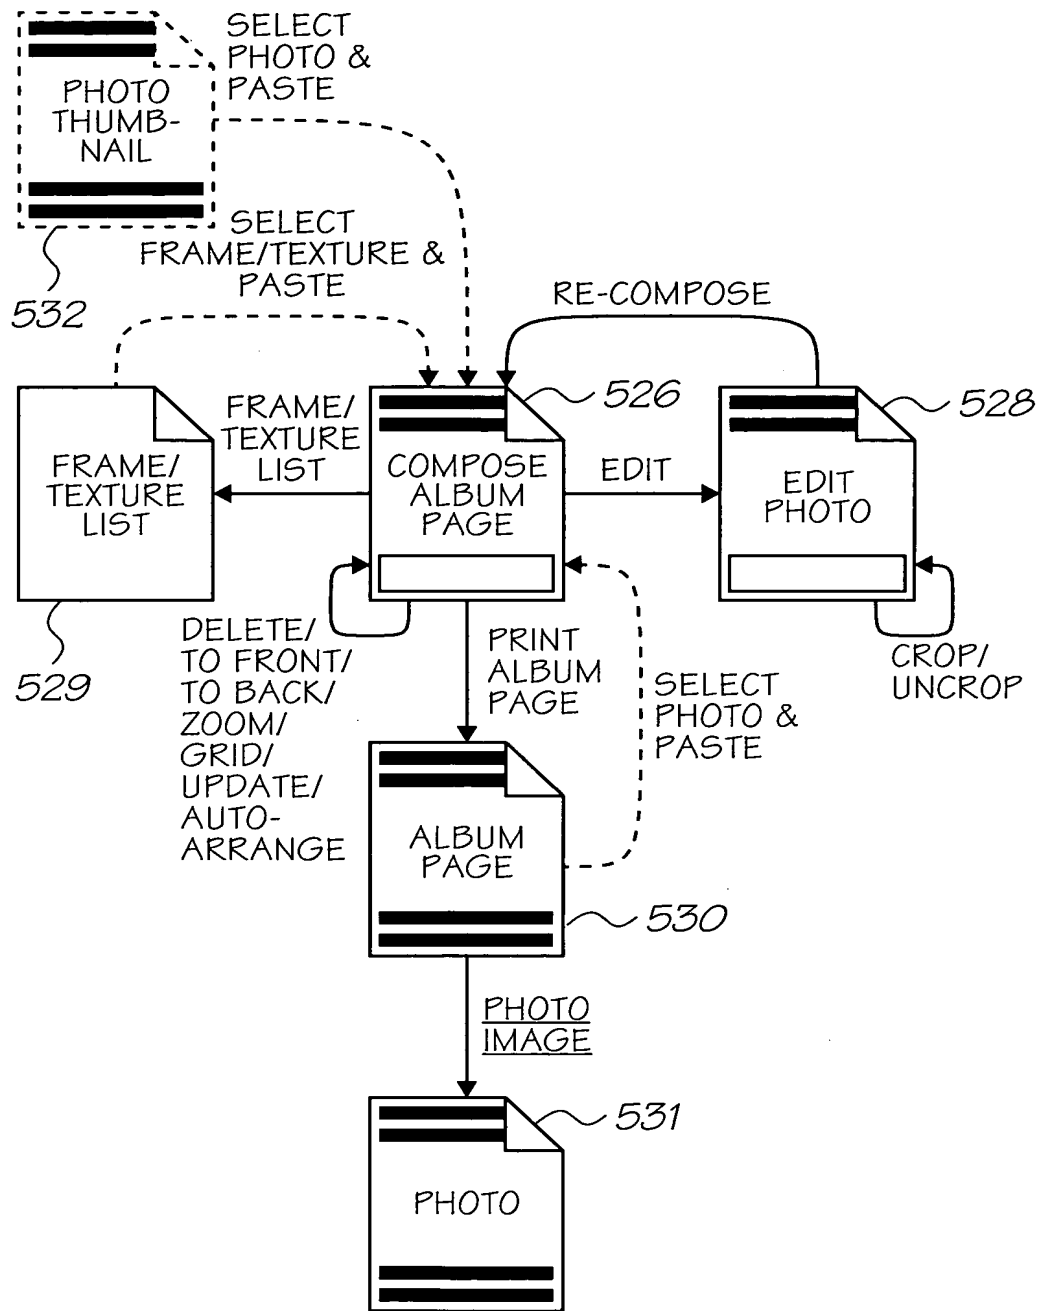 SELECT
PHOTO &
PASTE
PHOTO
THUMB-
NAIL
532
SELECT
FRAME/TEXTURE &
PASTE
RE-COMPOSE
526
528
FRAME/
TEXTURE
LIST
FRAME/
TEXTURE
LIST
COMPOSE
ALBUM
PAGE
EDIT
EDIT
PHOTO
529
DELETE/
TO FRONT/
TO BACK/
ZOOM/
GRID/
UPDATE/
AUTO-
ARRANGE
PRINT
ALBUM
PAGE
SELECT
PHOTO &
PASTE
CROP/
UNCROP
ALBUM
PAGE
530
PHOTO
IMAGE
531
PHOTO